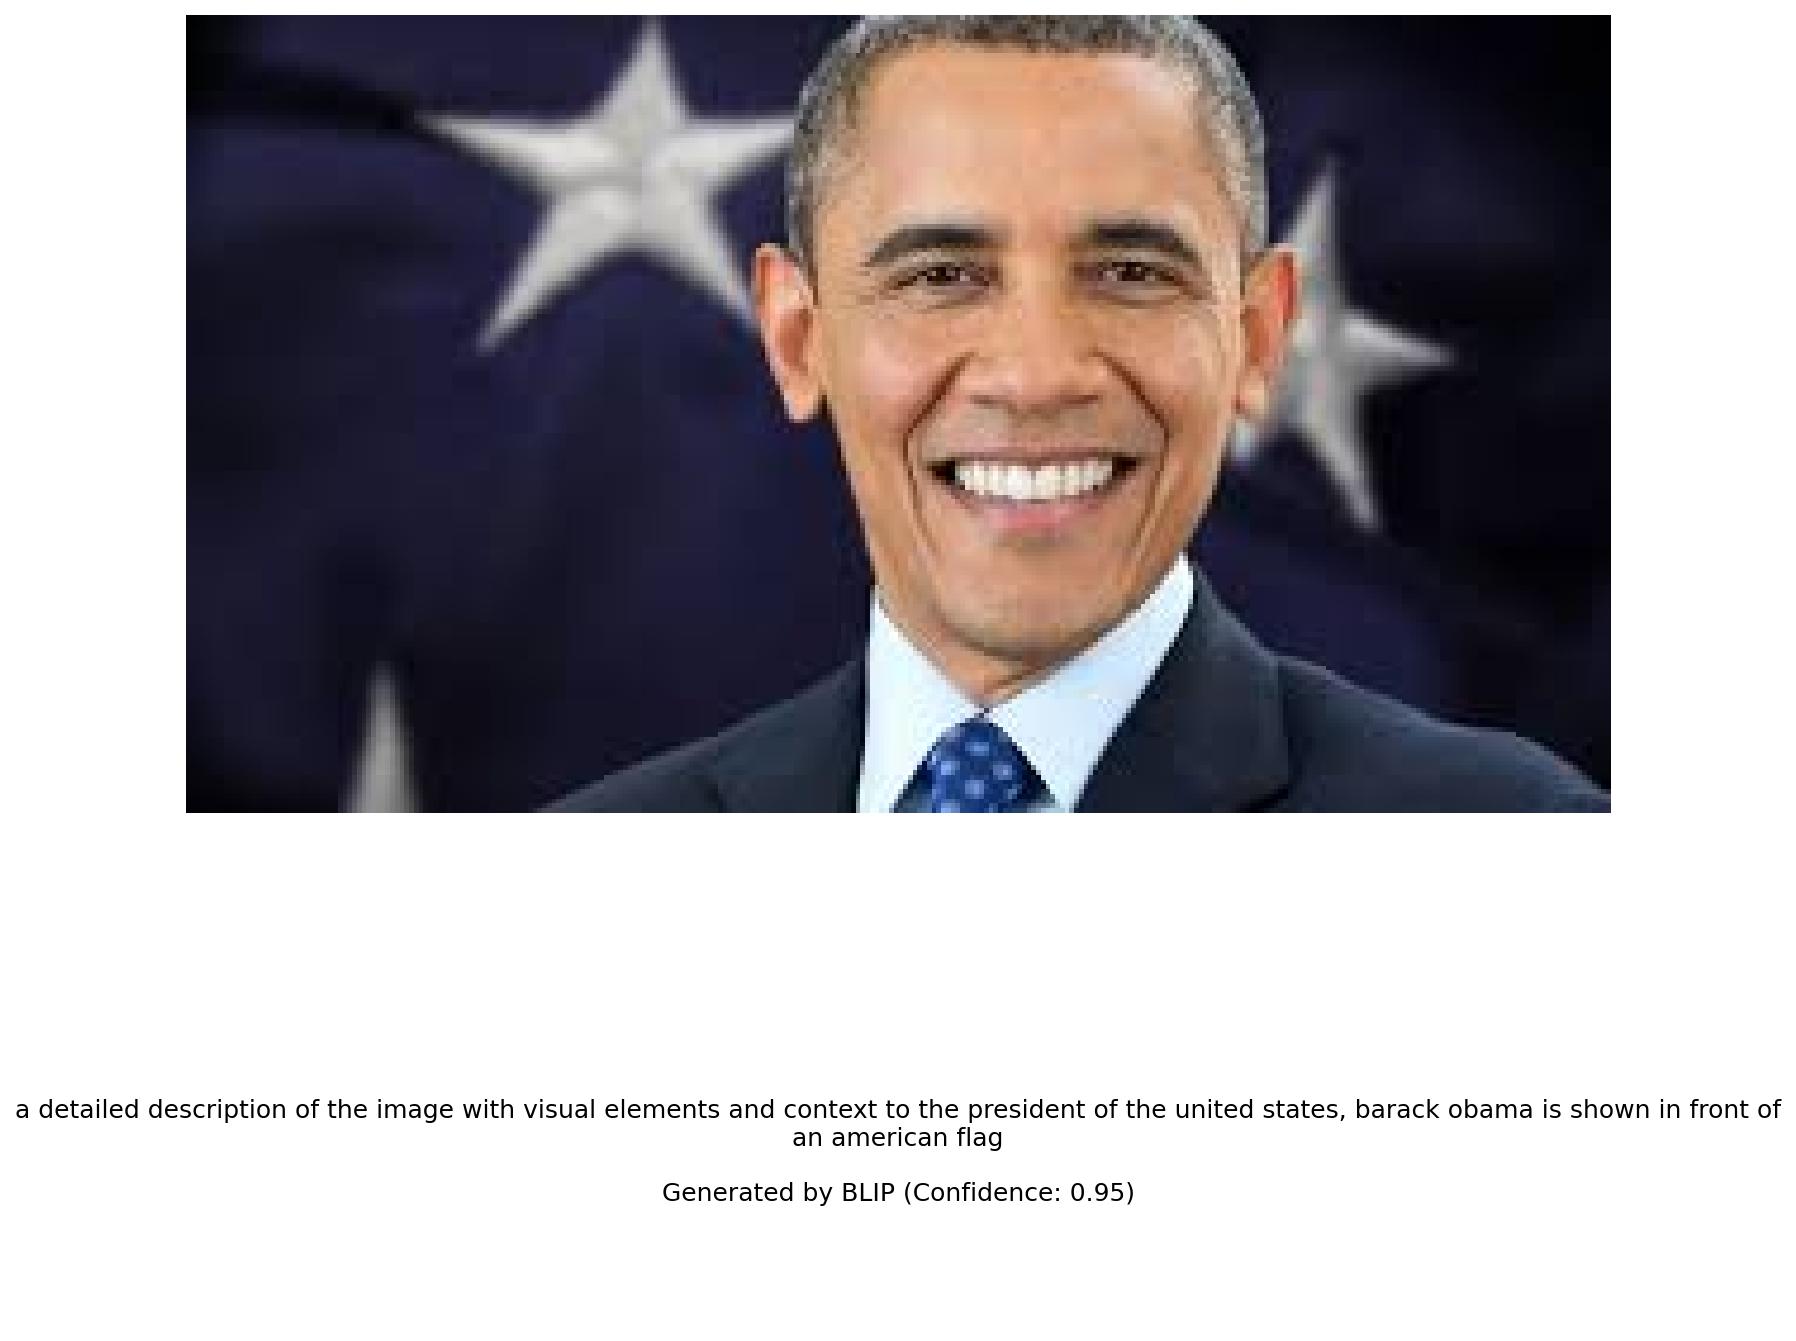 a detailed description of the image with visual elements and context to the president of the united states, barack obama is shown in front of
an american flag
Generated by BLIP (Confidence: 0.95)